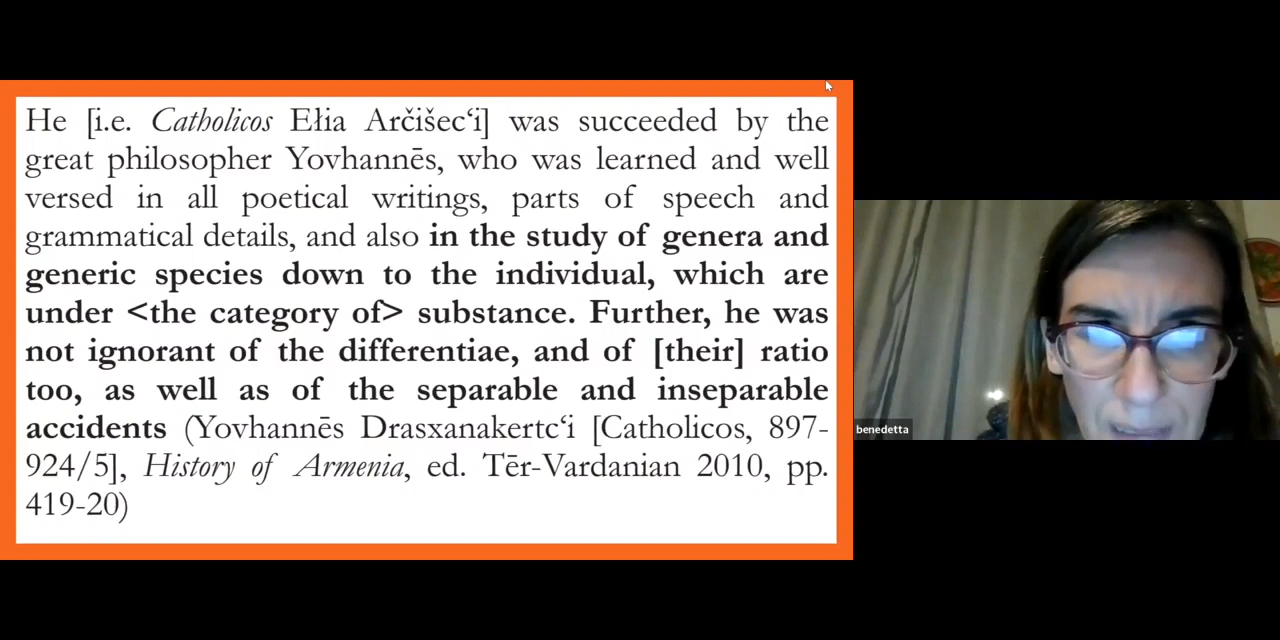 He [i.e. Catholicos Ełia Arčišecʻi] was succeeded by the
great philosopher Yovhannēs, who was learned and well
versed in all poetical writings, parts of speech and
grammatical details, and also in the study of genera and
generic species down to the individual, which are
under <the category of> substance. Further, he was
not ignorant of the differentiae, and of [their] ratio
too, as well as of the separable and inseparable
accidents (Yovhannēs Drasxanakertcʻi [Catholicos, 897-
924/5], History of Armenia, ed. Tēr-Vardanian 2010, pp.
419-20)
benedetta